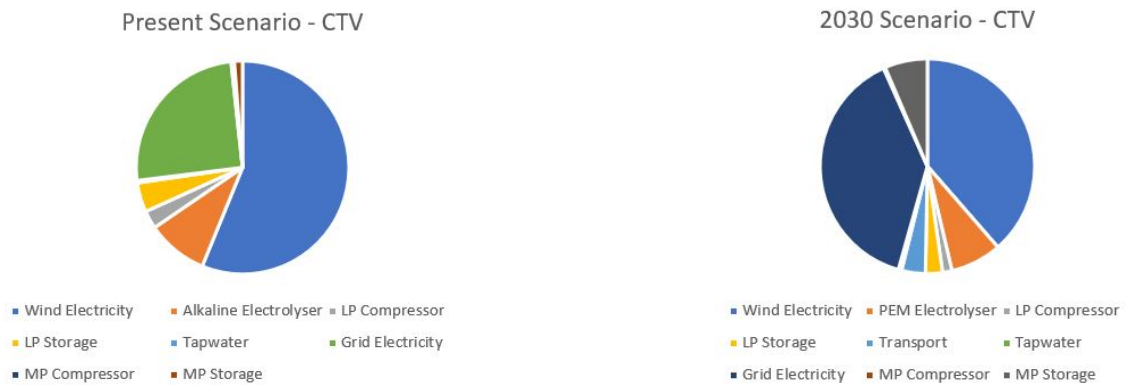 Present Scenario - CTV
Wind Electricity Alkaline Electrolyser LP Compressor
LP Storage Tapwater Grid Electricity
MP Compressor MP Storage
2030 Scenario - CTV
Wind Electricity PEM Electrolyser LP Compressor
LP Storage Transport Tapwater
Grid Electricity MP Compressor MP Storage